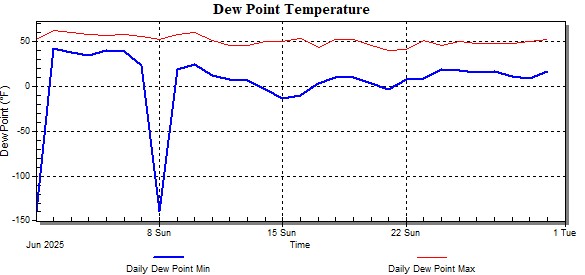 Dew Point Temperature
DewPoint (°F)
50
0
-50
-100
-150
8 Sun
15 Sun
22 Sun
1 Tue
Jun 2025
Time
Daily Dew Point Min
Daily Dew Point Max